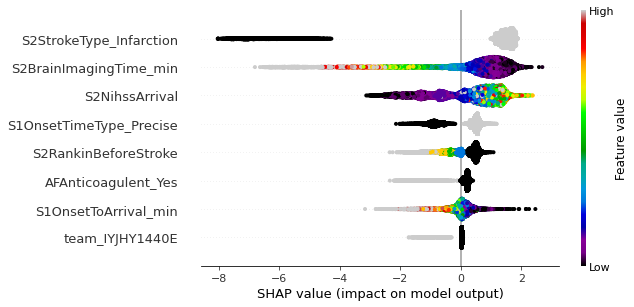 S2StrokeType_Infarction
S2BrainImagingTime_min
S2NihssArrival
S1OnsetTimeType_Precise
S2RankinBeforeStroke
AFAnticoagulent_Yes
S1OnsetToArrival_min
team_IYJHY1440E
−8 −6 −4 −2 0 2
SHAP value (impact on model output)
High
Feature value
Low